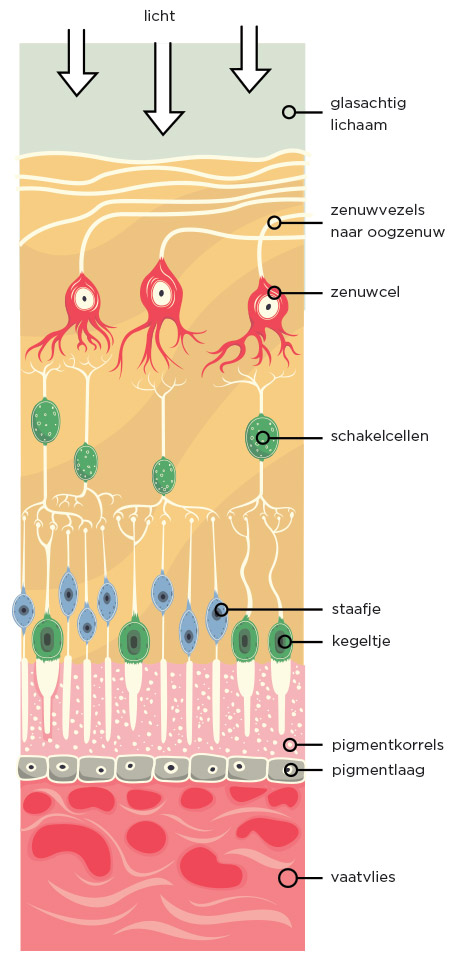 licht
glasachtig
lichaam
zenuwvezels
naar oogzenuw
zenuwcel
schakelcellen
staafje
kegeltje
pigmentkorrels
pigmentlaag
vaatvlies